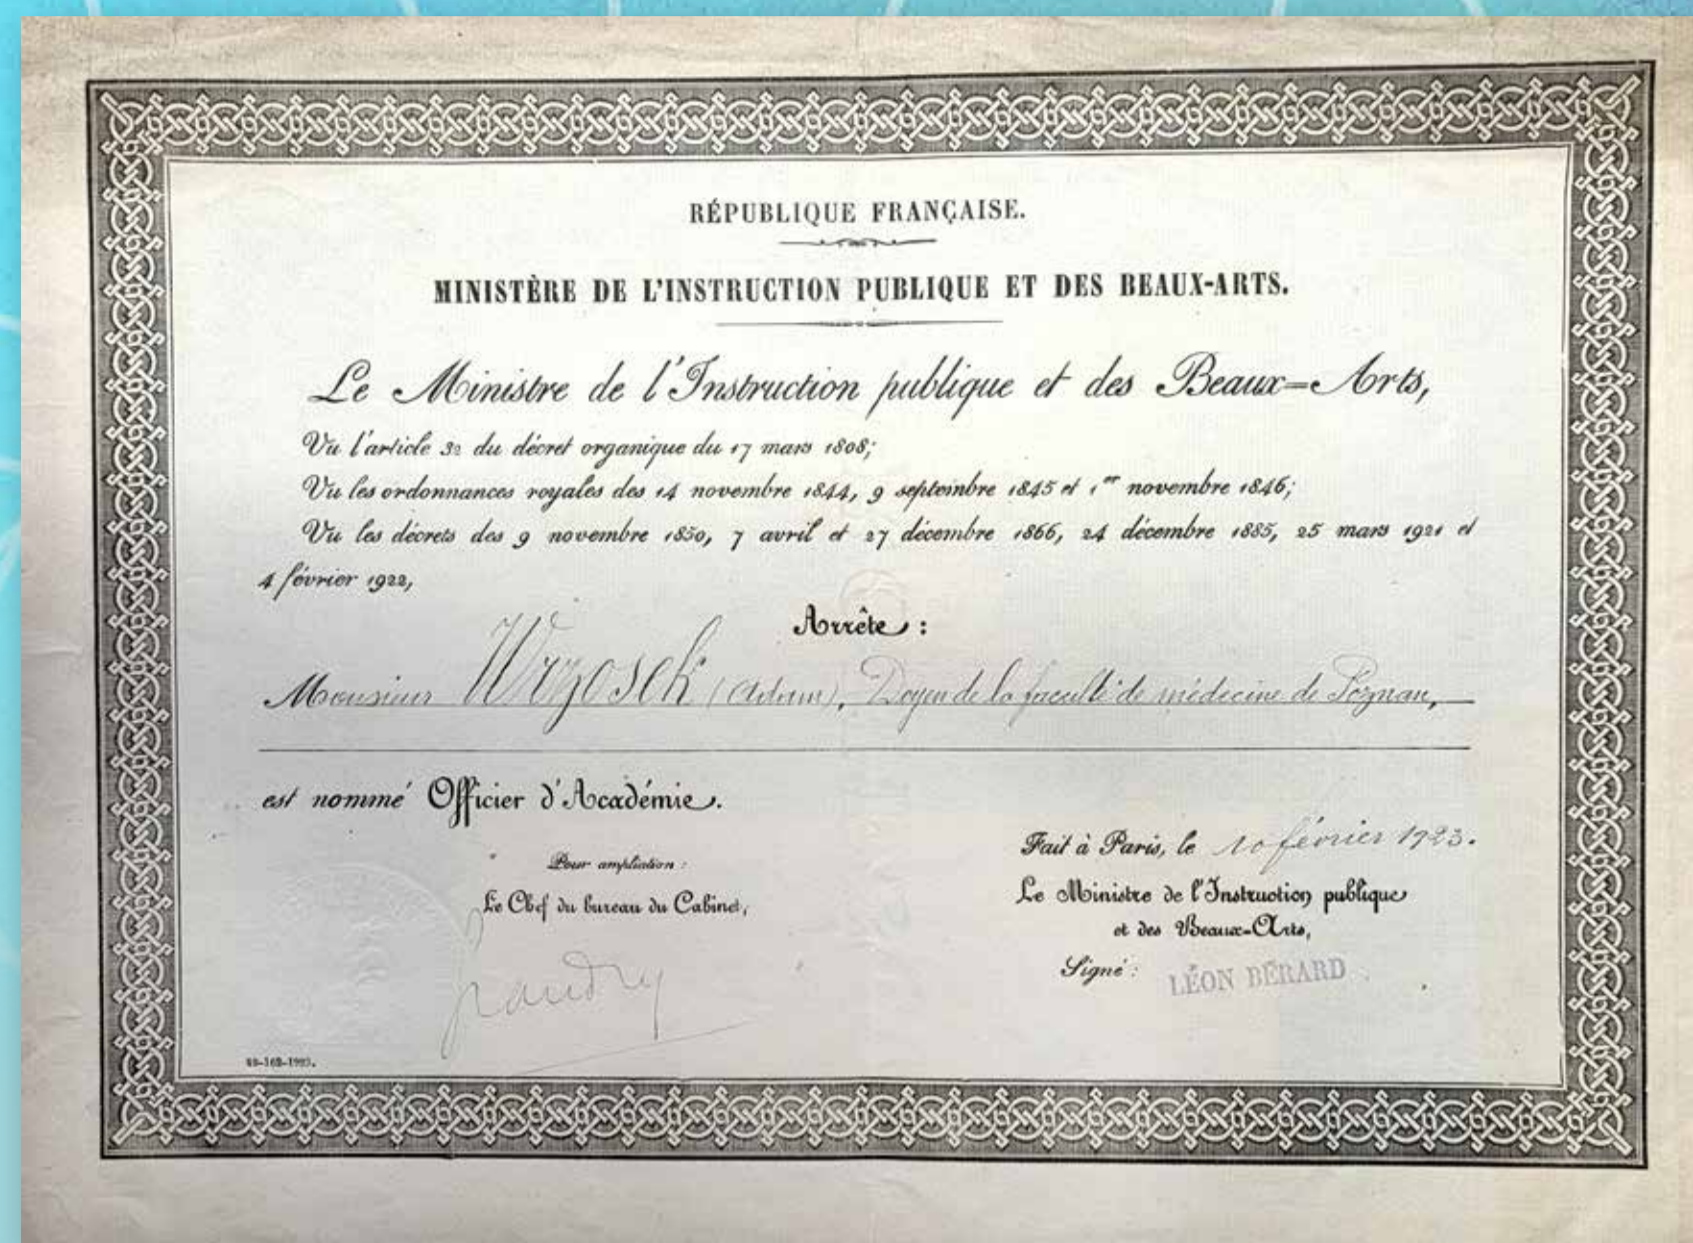 RÉPUBLIQUE FRANÇAISE.
MINISTÈRE DE L'INSTRUCTION PUBLIQUE ET DES BEAUX-ARTS.
Le Ministre de l'Instruction publique et des Beaux-Arts,
Vu l'article 32 du décret organique du 17 mars 1808;
Vu les ordonnances royales des 14 novembre 1844, 9 septembre 1845 et 1er novembre 1846;
Vu les décrets des 9 novembre 1850, 7 avril et 27 décembre 1866, 24 décembre 1885, 25 mars 1921 et
4 février 1922,
Arrête :
Monsieur Wrzosek (Adam), Doyen de la faculté de médecine de Poznan,
est nommé Officier d'Académie.
Pour ampliation :
Le Chef du bureau du Cabinet,
Fait à Paris, le 10 février 1923.
Le Ministre de l'Instruction publique
et des Beaux-Arts,
Signé : LÉON BÉRARD